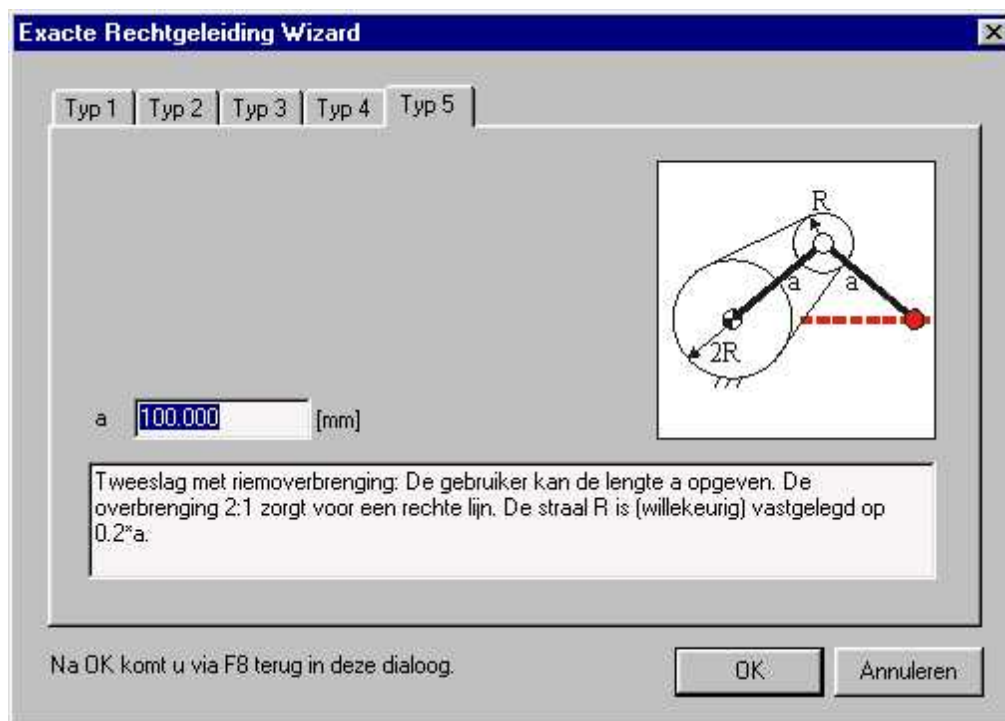 Exacte Rechtgeleiding Wizard
Typ 1 Typ 2 Typ 3 Typ 4 Typ 5
R
a a
2R
a 100.000 [mm]
Tweeslag met riemoverbrenging: De gebruiker kan de lengte a opgeven. De
overbrenging 2:1 zorgt voor een rechte lijn. De straal R is (willekeurig) vastgelegd op
0.2*a.
Na OK komt u via F8 terug in deze dialoog.
OK Annuleren